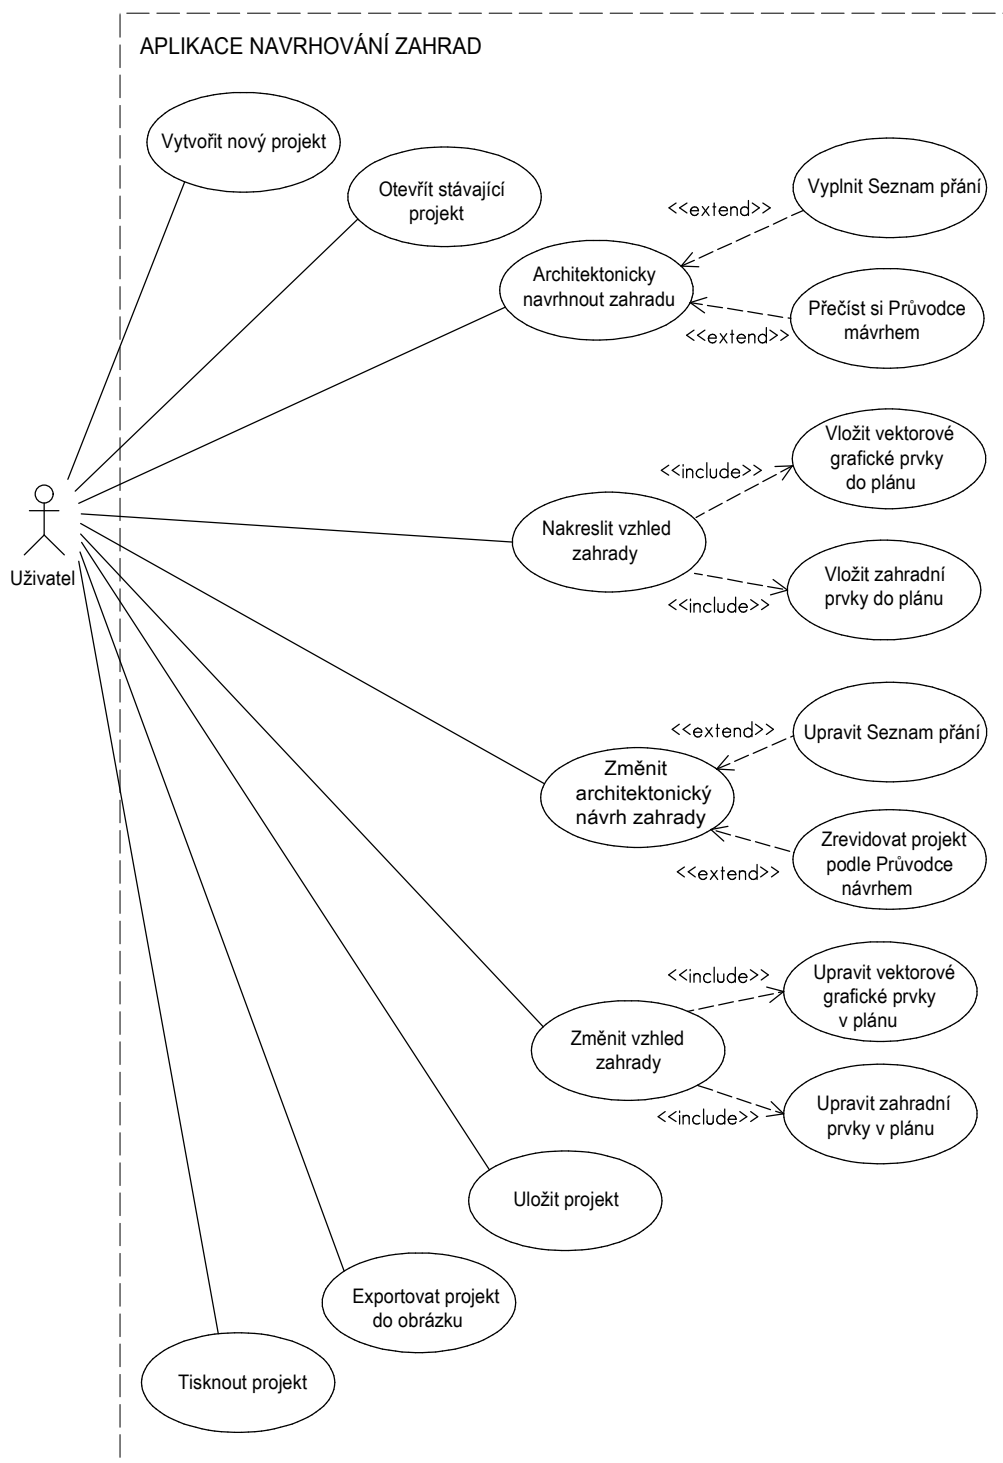 APLIKACE NAVRHOVÁNÍ ZAHRAD
Vytvořit nový projekt
Otevřít stávající
projekt
Vyplnit Seznam přání
<<extend>>
Architektonicky
navrhnout zahradu
Přečíst si Průvodce
mávrhem
<<extend>>
Vložit vektorové
grafické prvky
do plánu
<<include>>
Nakreslit vzhled
zahrady
Uživatel
Vložit zahradní
prvky do plánu
<<include>>
Upravit Seznam přání
<<extend>>
Změnit
architektonický
návrh zahrady
Zrevidovat projekt
podle Průvodce
návrhem
<<extend>>
Upravit vektorové
grafické prvky
v plánu
<<include>>
Změnit vzhled
zahrady
Upravit zahradní
prvky v plánu
<<include>>
Uložit projekt
Exportovat projekt
do obrázku
Tisknout projekt